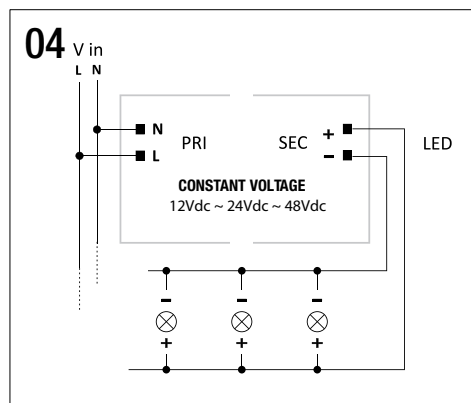 04 V in
L N
N PRI SEC + LED
L −
CONSTANT VOLTAGE
12Vdc ~ 24Vdc ~ 48Vdc
− − −
+ + +